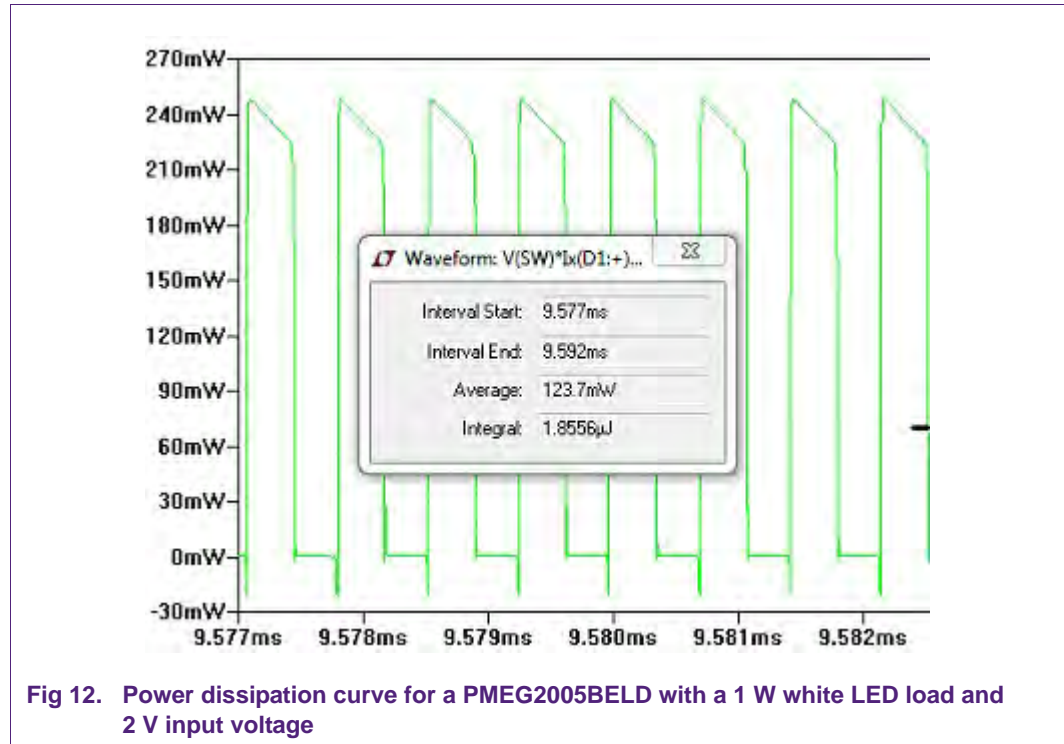 270mW
240mW
210mW
180mW
150mW
120mW
90mW
60mW
30mW
0mW
-30mW
Waveform: V(SW)*Ix(D1:+)...
Interval Start: 9.577ms
Interval End: 9.592ms
Average: 123.7mW
Integral: 1.8556µJ
9.577ms 9.578ms 9.579ms 9.580ms 9.581ms 9.582ms
Fig 12. Power dissipation curve for a PMEG2005BELD with a 1 W white LED load and
2 V input voltage